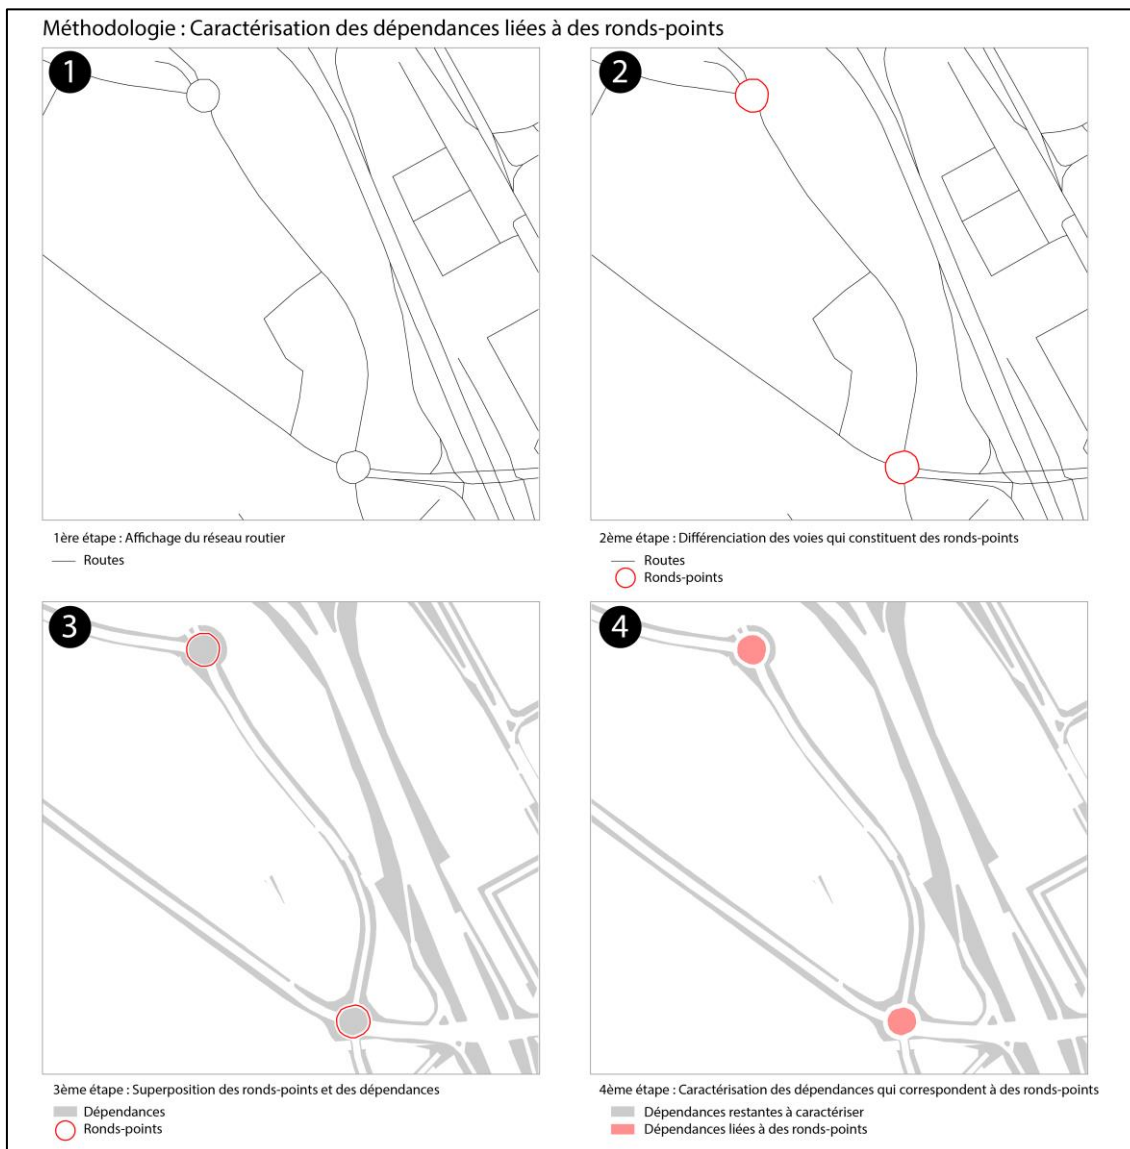 Méthodologie : Caractérisation des dépendances liées à des ronds-points
1
2
1ère étape : Affichage du réseau routier
Routes
2ème étape : Différenciation des voies qui constituent des ronds-points
Routes
Ronds-points
3
4
3ème étape : Superposition des ronds-points et des dépendances
Dépendances
Ronds-points
4ème étape : Caractérisation des dépendances qui correspondent à des ronds-points
Dépendances restantes à caractériser
Dépendances liées à des ronds-points